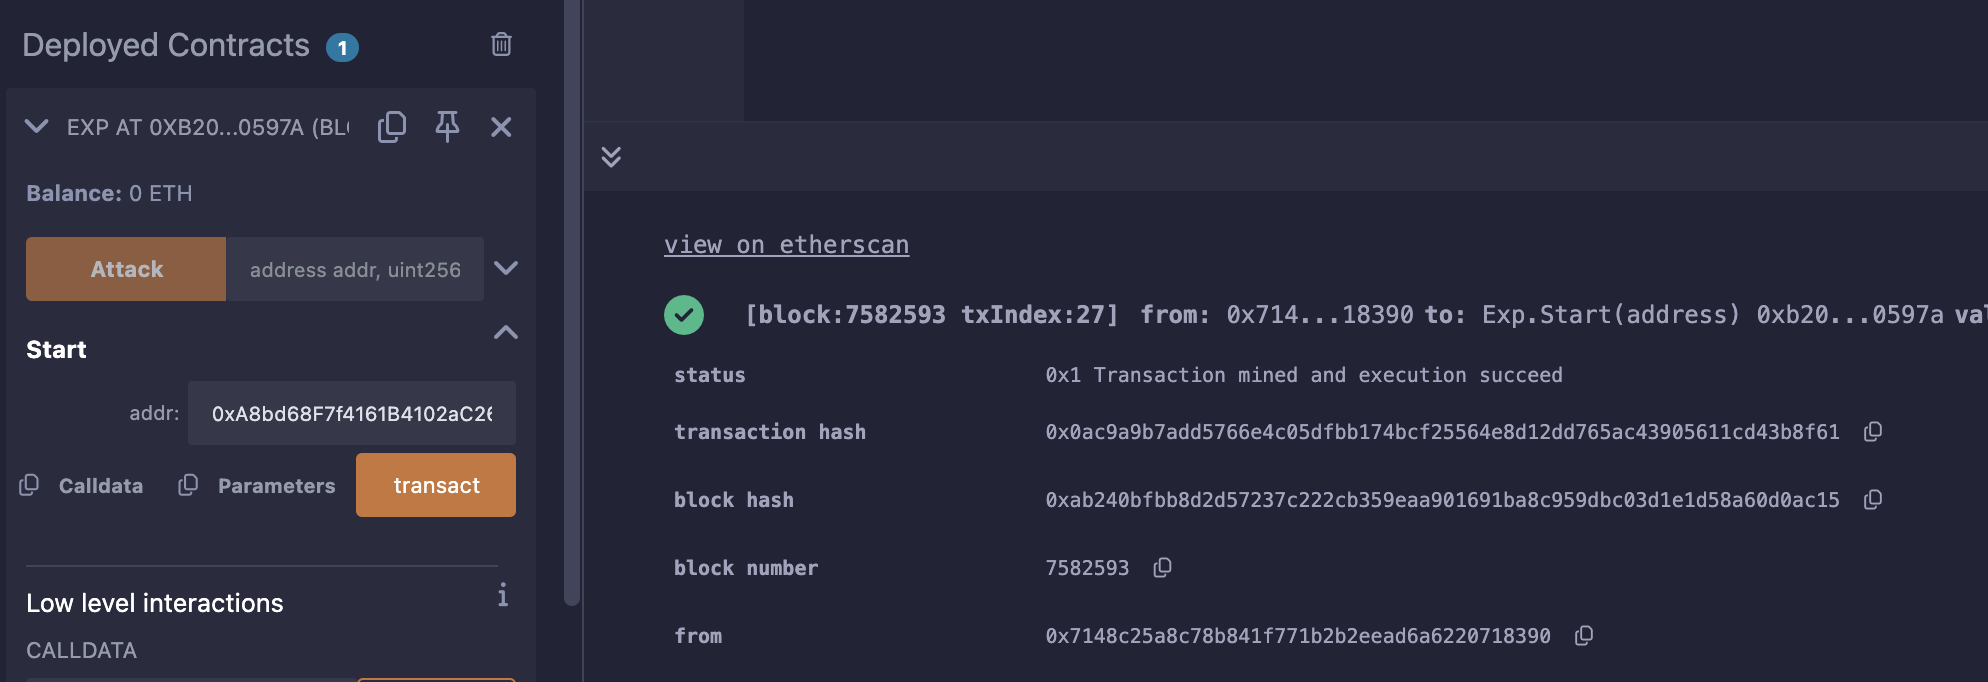 Deployed Contracts 1
EXP AT 0XB20...0597A (BL
Balance: 0 ETH
Attack address addr, uint256
Start
addr: 0xA8bd68F7f4161B4102aC26
Calldata Parameters transact
Low level interactions
i
CALLDATA
view on etherscan
[block:7582593 txIndex:27] from: 0x714...18390 to: Exp.Start(address) 0xb20...0597a val
status 0x1 Transaction mined and execution succeed
transaction hash 0x0ac9a9b7add5766e4c05dfbb174bcf25564e8d12dd765ac43905611cd43b8f61
block hash 0xab240bfbb8d2d57237c222cb359eaa901691ba8c959dbc03d1e1d58a60d0ac15
block number 7582593
from 0x7148c25a8c78b841f771b2b2eead6a6220718390